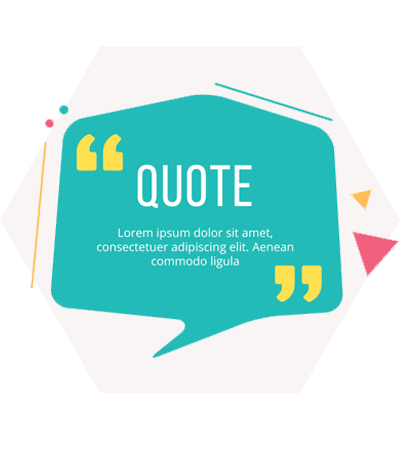 “
QUOTE
Lorem ipsum dolor sit amet,
consectetuer adipiscing elit. Aenean
commodo ligula
”